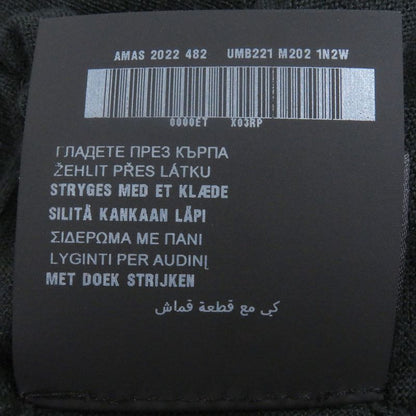 AMAS 2022 482 UMB221 M202 1N2W
0000ET X03RP
ГЛАДЕТЕ ПРЕЗ КЪРПА
ŽEHLIT PŘES LÁTKU
STRYGES MED ET KLÆDE
SILITÄ KANKAAN LÄPI
ΣΙΔΕΡΩΜΑ ΜΕ ΠΑΝΙ
LYGINTI PER AUDINĮ
MET DOEK STRIJKEN
كي مع قطعة قماش